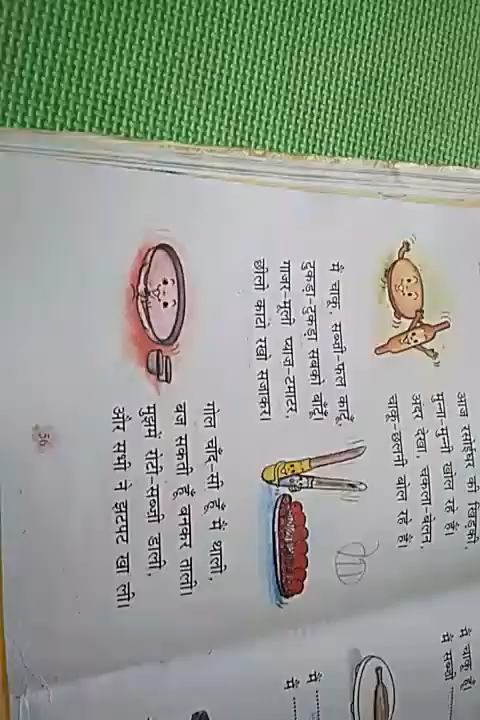 आज रसोईघर की खिड़की,
मुन्ना-मुन्नी खोल रहे हैं।
अंदर देखा, चकला-बेलन,
चाकू-छलनी बोल रहे हैं।
मैं चाकू, सब्ज़ी-फल काटूँ,
टुकड़ा-टुकड़ा सबको बाँटूँ।
गाजर-मूली प्याज-टमाटर,
छीलो काटो रखो सजाकर।
गोल चाँद-सी हूँ मैं थाली,
बज सकती हूँ बनकर ताली।
मुझमें रोटी-सब्ज़ी डालो,
और सभी ने झटपट खा ली।
56
मैं चाकू हूँ।
मैं सब्ज़ी
मैं
मैं